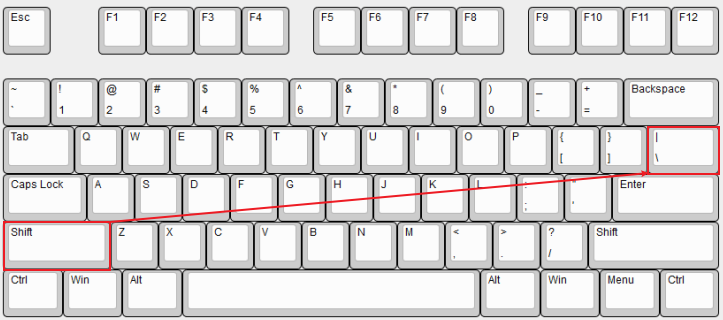 Esc F1 F2 F3 F4 F5 F6 F7 F8 F9 F10 F11 F12
~ ! @ # $ % ^ & * ( ) _ + Backspace
` 1 2 3 4 5 6 7 8 9 0 - =
Tab Q W E R T Y U I O P { } |
[ ] \
Caps Lock A S D F G H J K L : " Enter
; '
Shift Z X C V B N M < > ? Shift
, . /
Ctrl Win Alt Alt Win Menu Ctrl